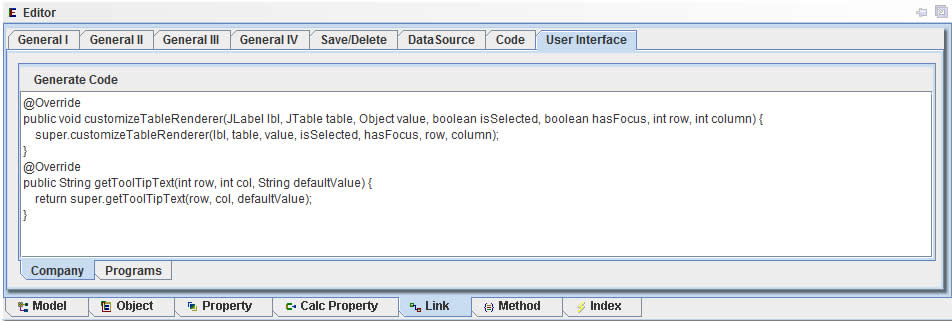 E Editor
General I General II General III General IV Save/Delete DataSource Code User Interface
Generate Code
@Override
public void customizeTableRenderer(JLabel lbl, JTable table, Object value, boolean isSelected, boolean hasFocus, int row, int column) {
super.customizeTableRenderer(lbl, table, value, isSelected, hasFocus, row, column);
}
@Override
public String getToolTipText(int row, int col, String defaultValue) {
return super.getToolTipText(row, col, defaultValue);
}
Company Programs
Model Object Property Calc Property Link Method Index